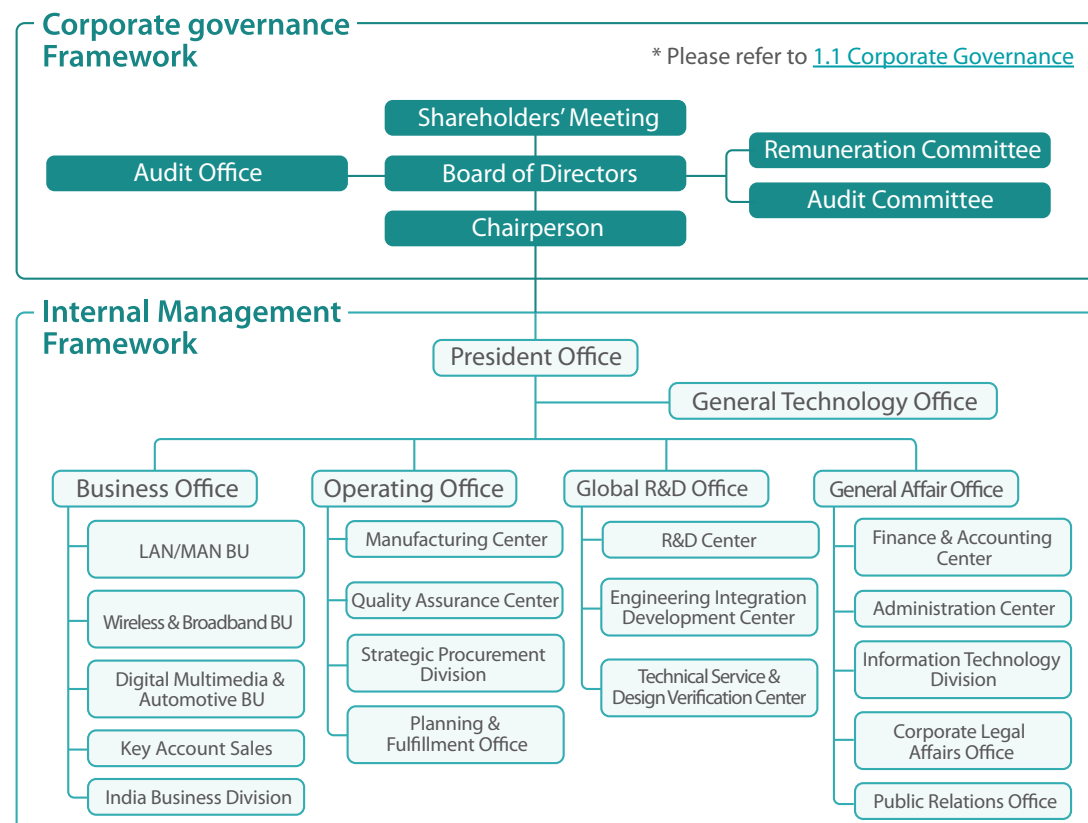 Corporate governance
Framework
* Please refer to 1.1 Corporate Governance
Shareholders' Meeting
Audit Office
Board of Directors
Remuneration Committee
Audit Committee
Chairperson
Internal Management
Framework
President Office
General Technology Office
Business Office
LAN/MAN BU
Wireless & Broadband BU
Digital Multimedia &
Automotive BU
Key Account Sales
India Business Division
Operating Office
Manufacturing Center
Quality Assurance Center
Strategic Procurement
Division
Planning &
Fulfillment Office
Global R&D Office
R&D Center
Engineering Integration
Development Center
Technical Service &
Design Verification Center
General Affair Office
Finance & Accounting
Center
Administration Center
Information Technology
Division
Corporate Legal
Affairs Office
Public Relations Office